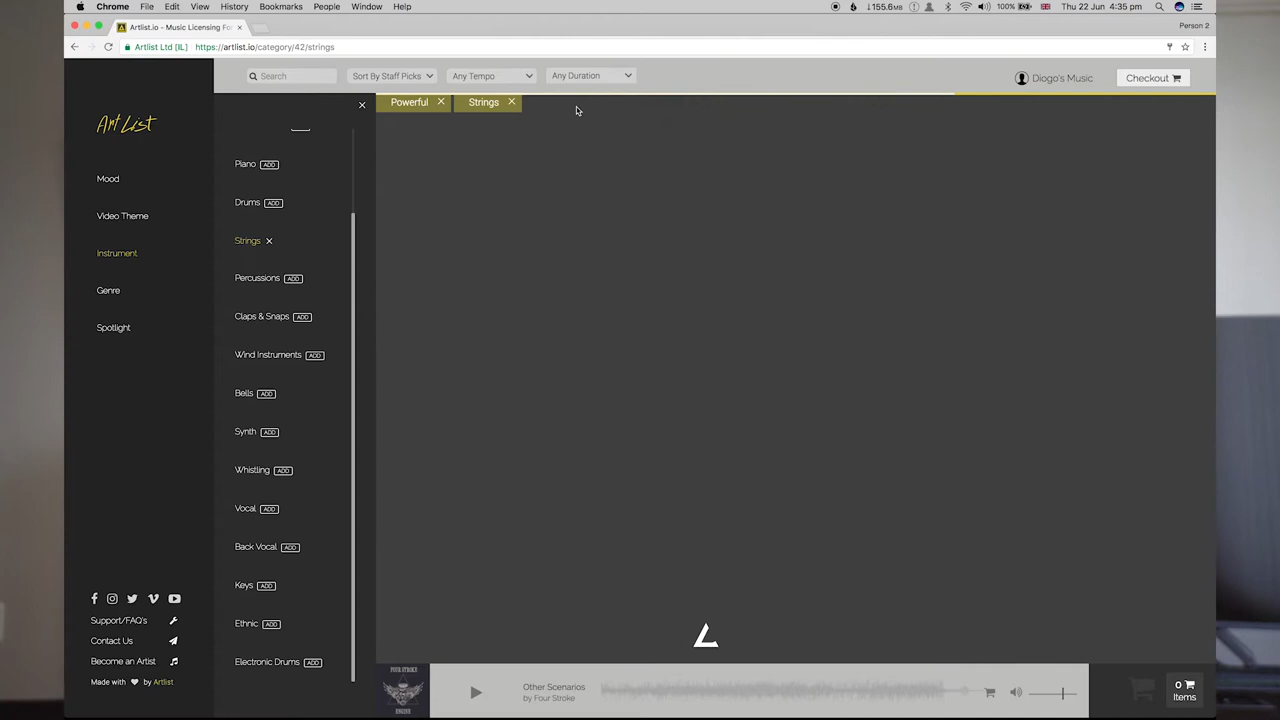 Chrome File Edit View History Bookmarks People Window Help
155.6MB 100% Thu 22 Jun 4:35 pm
Artlist.io - Music Licensing Fo
Person 2
Artlist Ltd [IL] https://artlist.io/category/42/strings
Search
Sort By Staff Picks
Any Tempo
Any Duration
Diogo's Music
Checkout
Art List
Mood
Video Theme
Instrument
Genre
Spotlight
Powerful
Strings
Piano ADD
Drums ADD
Strings
Percussions ADD
Claps & Snaps ADD
Wind Instruments ADD
Bells ADD
Synth ADD
Whistling ADD
Vocal ADD
Back Vocal ADD
Keys ADD
Ethnic ADD
Electronic Drums ADD
Support/FAQ's
Contact Us
Become an Artist
Made with by Artlist
FOUR STROKE
ENGINE
Other Scenarios
by Four Stroke
0
Items